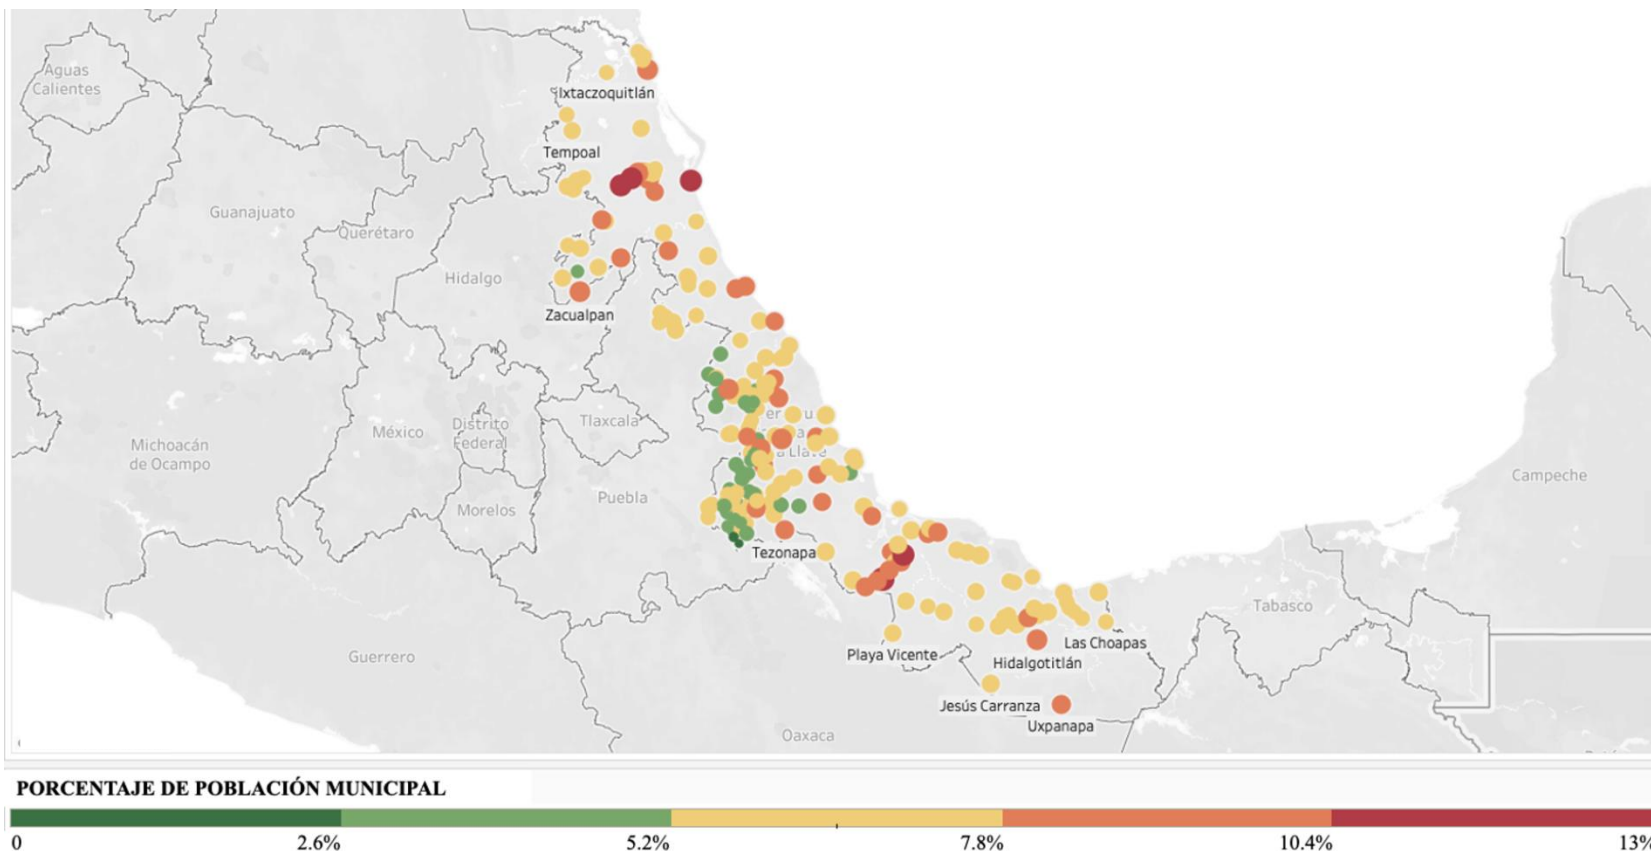 Aguas
Calientes
Ixtaczoquitlán
Tempoal
Guanajuato
Querétaro
Hidalgo
Zacualpan
Tlaxcala
Distrito
Federal
México
Michoacán
de Ocampo
Puebla
Morelos
Campeche
Tezonapa
Tabasco
Guerrero
Playa Vicente
Las Choapas
Hidalgotitlán
Jesús Carranza
Uxpanapa
Oaxaca
PORCENTAJE DE POBLACIÓN MUNICIPAL
0 2.6% 5.2% 7.8% 10.4% 13%